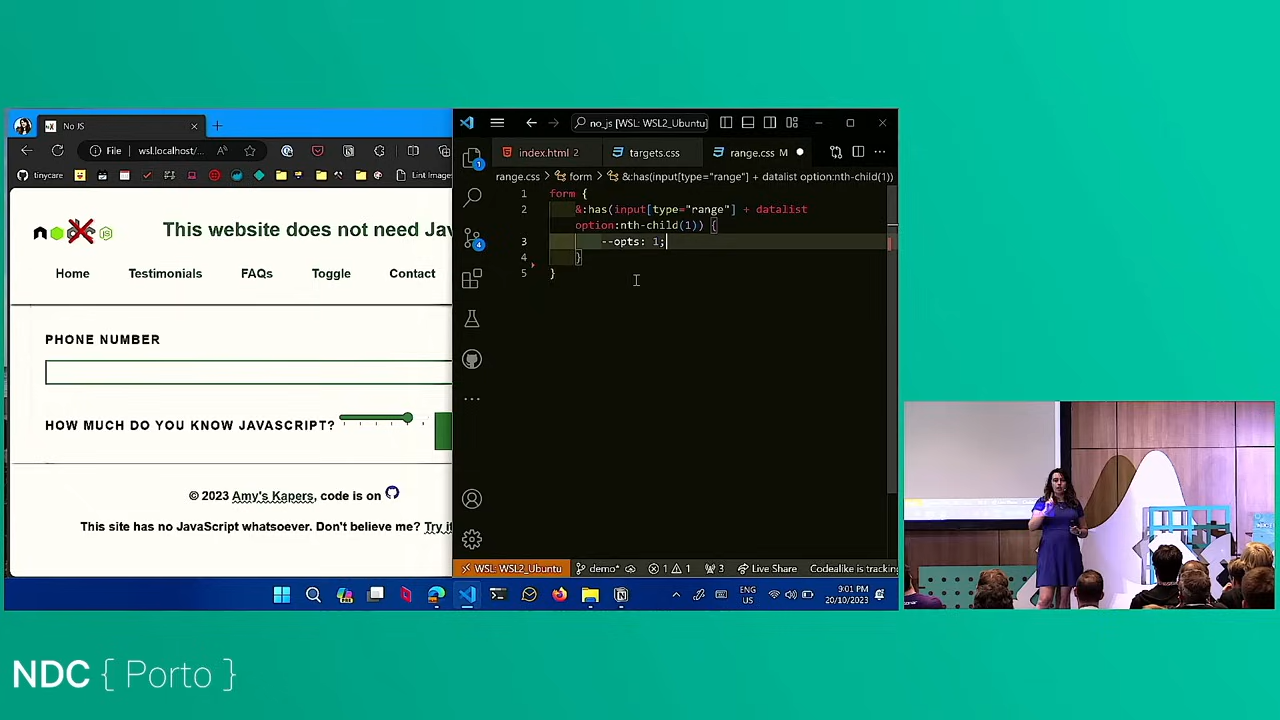 No JS
File
wsl.localhost/...
tinycare
Lint Image
This website does not need Jav
Home
Testimonials
FAQs
Toggle
Contact
PHONE NUMBER
HOW MUCH DO YOU KNOW JAVASCRIPT?
© 2023 Amy's Kapers, code is on
This site has no JavaScript whatsoever. Don't believe me? Try it
no_js [WSL: WSL2_Ubuntu]
index.html 2
targets.css
range.css M
range.css > form > &:has(input[type="range"] + datalist option:nth-child(1))
1 form {
2 &:has(input[type="range"] + datalist
option:nth-child(1)) {
3 --opts: 1;
4 }
5 }
1
4
WSL: WSL2_Ubuntu
demo*
1
1
3
Live Share
Codealike is tracking
ENG
US
9:01 PM
20/10/2023
NDC { Porto }